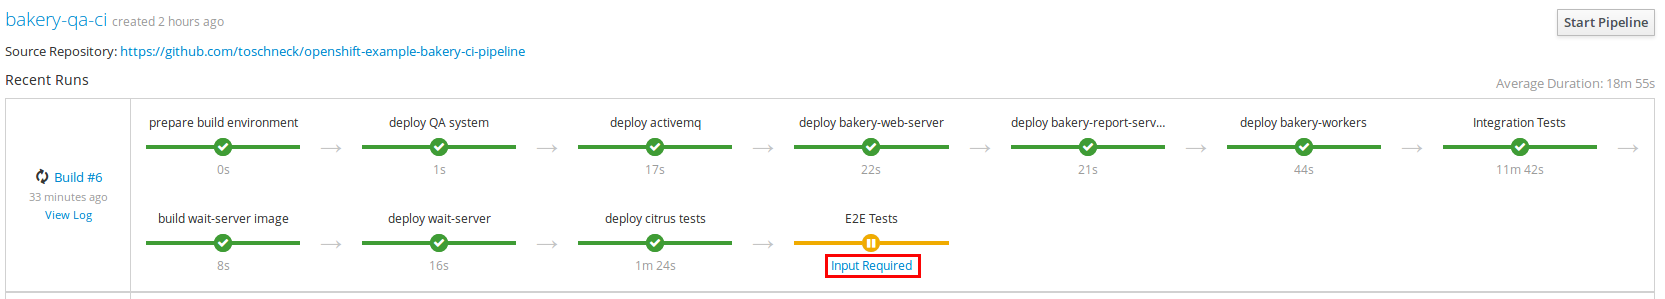 bakery-qa-ci created 2 hours ago
Start Pipeline
Source Repository: https://github.com/toschneck/openshift-example-bakery-ci-pipeline
Recent Runs
Average Duration: 18m 55s
Build #6
33 minutes ago
View Log
prepare build environment
0s
deploy QA system
1s
deploy activemq
17s
deploy bakery-web-server
22s
deploy bakery-report-serv...
21s
deploy bakery-workers
44s
Integration Tests
11m 42s
build wait-server image
8s
deploy wait-server
16s
deploy citrus tests
1m 24s
E2E Tests
Input Required